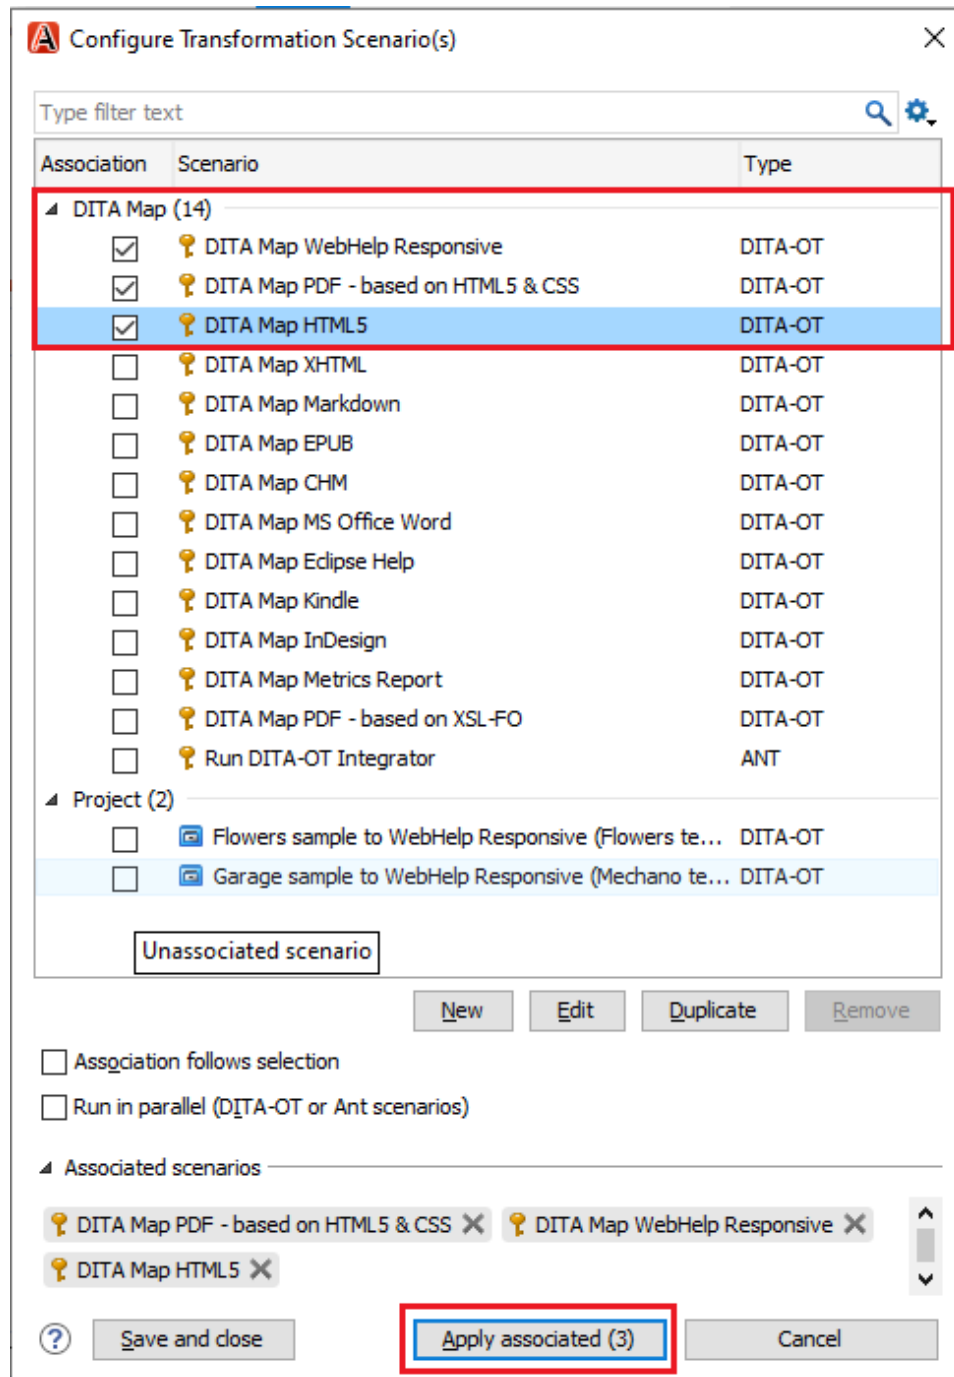 Configure Transformation Scenario(s)
Type filter text
Association Scenario Type
DITA Map (14)
DITA Map WebHelp Responsive DITA-OT
DITA Map PDF - based on HTML5 & CSS DITA-OT
DITA Map HTML5 DITA-OT
DITA Map XHTML DITA-OT
DITA Map Markdown DITA-OT
DITA Map EPUB DITA-OT
DITA Map CHM DITA-OT
DITA Map MS Office Word DITA-OT
DITA Map Eclipse Help DITA-OT
DITA Map Kindle DITA-OT
DITA Map InDesign DITA-OT
DITA Map Metrics Report DITA-OT
DITA Map PDF - based on XSL-FO DITA-OT
Run DITA-OT Integrator ANT
Project (2)
Flowers sample to WebHelp Responsive (Flowers te... DITA-OT
Garage sample to WebHelp Responsive (Mechano te... DITA-OT
Unassociated scenario
New Edit Duplicate Remove
Association follows selection
Run in parallel (DITA-OT or Ant scenarios)
Associated scenarios
DITA Map PDF - based on HTML5 & CSS DITA Map WebHelp Responsive
DITA Map HTML5
? Save and close Apply associated (3) Cancel